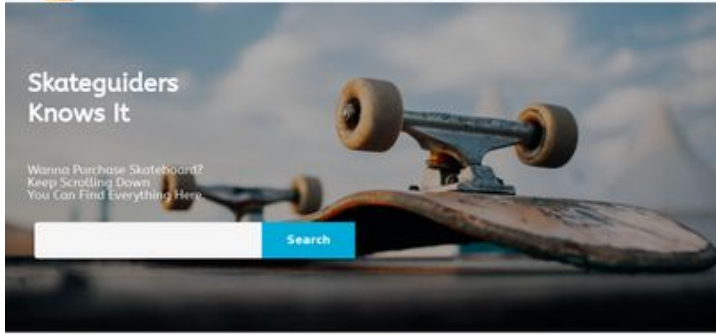 Skateguiders
Knows It
Wanna Purchase Skateboard?
Keep Scrolling Down
You Can Find Everything Here
Search